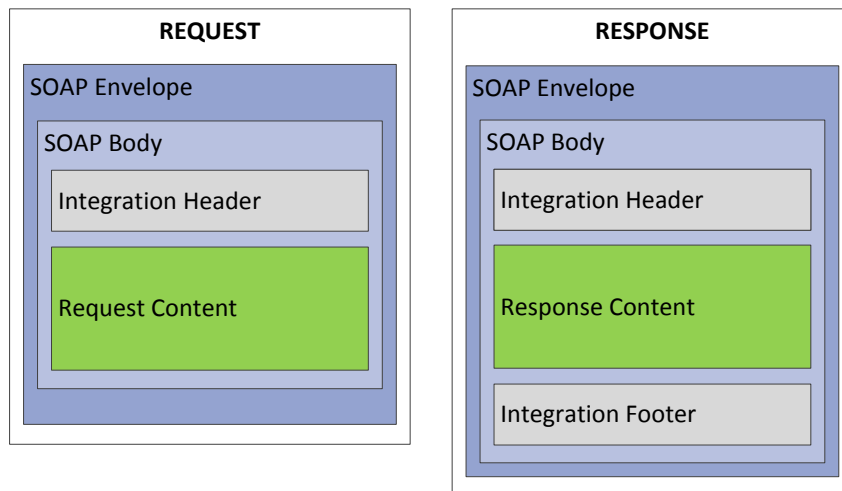 REQUEST
SOAP Envelope
SOAP Body
Integration Header
Request Content
RESPONSE
SOAP Envelope
SOAP Body
Integration Header
Response Content
Integration Footer